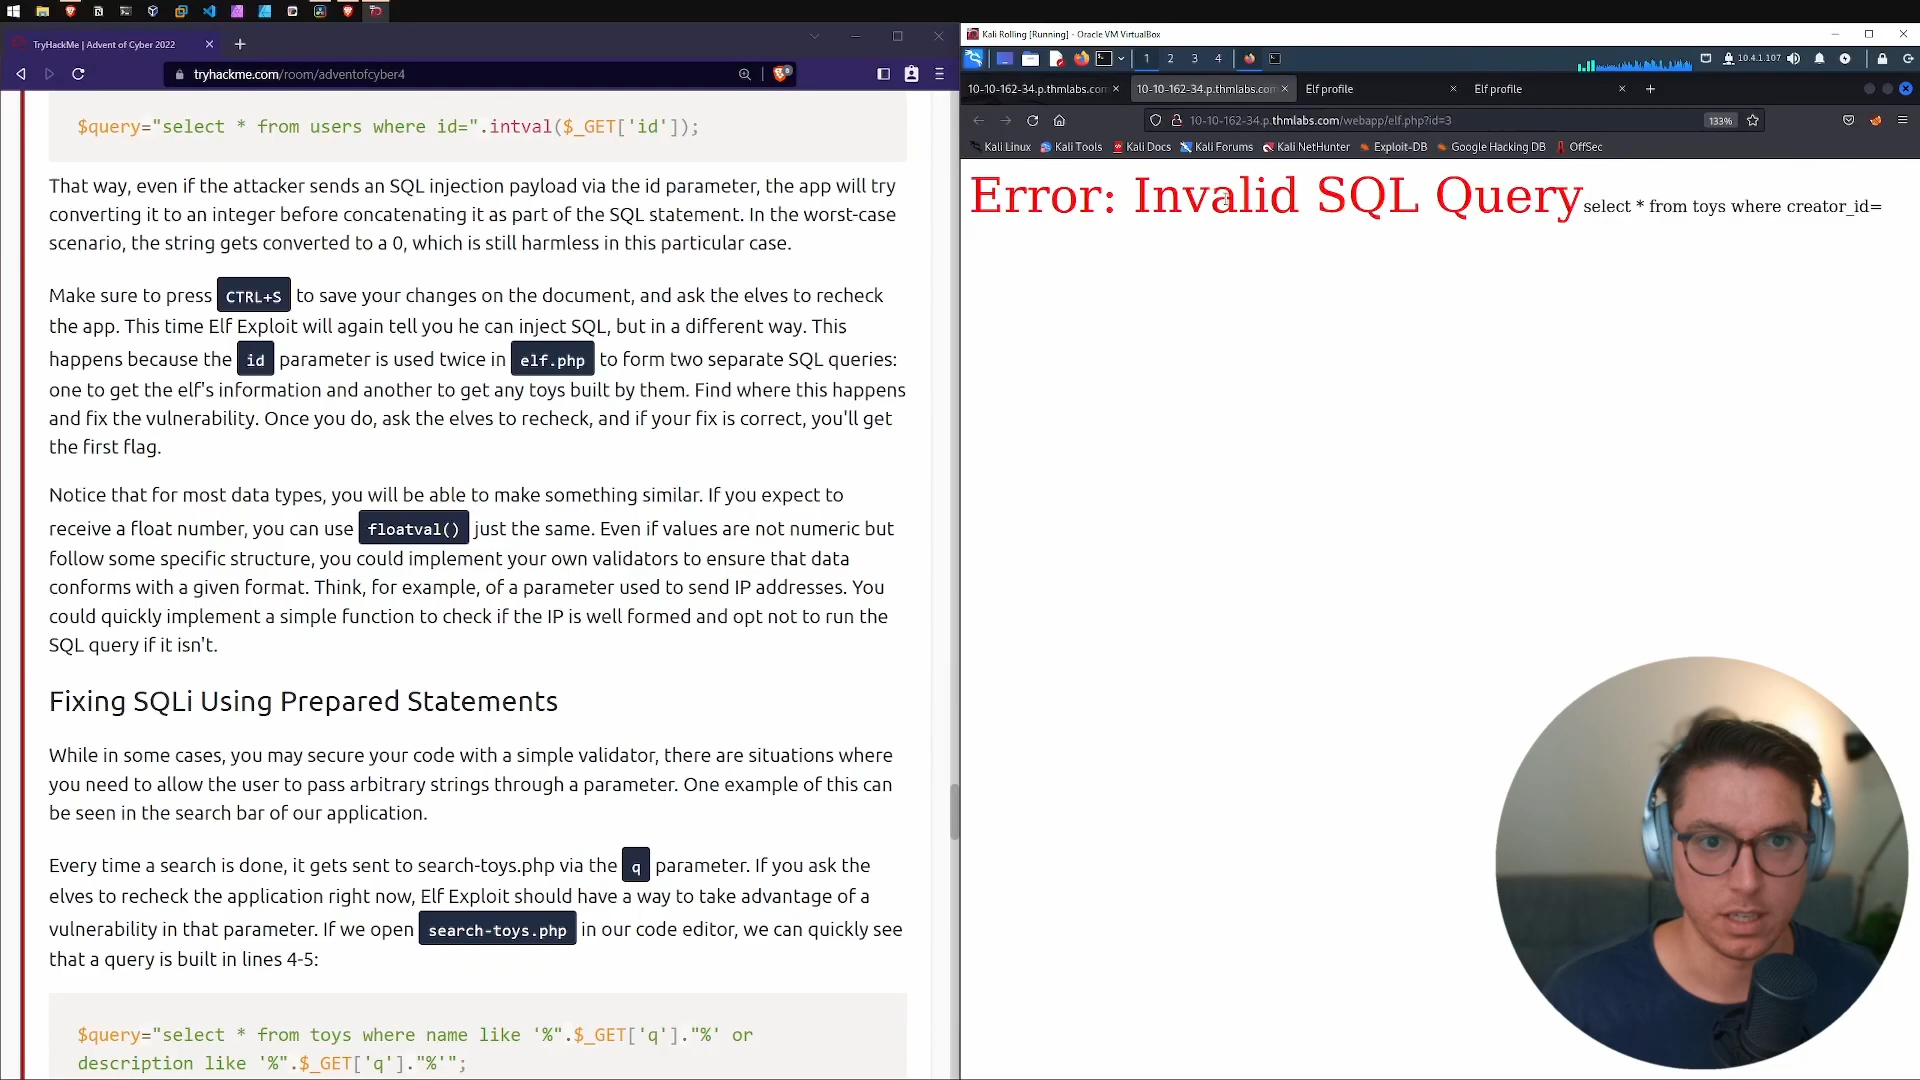 TryHackMe | Advent of Cyber 2022
tryhackme.com/room/adventofcyber4
$query="select * from users where id=".intval($_GET['id']);
That way, even if the attacker sends an SQL injection payload via the id parameter, the app will try
converting it to an integer before concatenating it as part of the SQL statement. In the worst-case
scenario, the string gets converted to a 0, which is still harmless in this particular case.
Make sure to press CTRL+S to save your changes on the document, and ask the elves to recheck
the app. This time Elf Exploit will again tell you he can inject SQL, but in a different way. This
happens because the id parameter is used twice in elf.php to form two separate SQL queries:
one to get the elf's information and another to get any toys built by them. Find where this happens
and fix the vulnerability. Once you do, ask the elves to recheck, and if your fix is correct, you'll get
the first flag.
Notice that for most data types, you will be able to make something similar. If you expect to
receive a float number, you can use floatval() just the same. Even if values are not numeric but
follow some specific structure, you could implement your own validators to ensure that data
conforms with a given format. Think, for example, of a parameter used to send IP addresses. You
could quickly implement a simple function to check if the IP is well formed and opt not to run the
SQL query if it isn't.
Fixing SQLi Using Prepared Statements
While in some cases, you may secure your code with a simple validator, there are situations where
you need to allow the user to pass arbitrary strings through a parameter. One example of this can
be seen in the search bar of our application.
Every time a search is done, it gets sent to search-toys.php via the q parameter. If you ask the
elves to recheck the application right now, Elf Exploit should have a way to take advantage of a
vulnerability in that parameter. If we open search-toys.php in our code editor, we can quickly see
that a query is built in lines 4-5:
$query="select * from toys where name like '%".$_GET['q']."%' or
description like '%".$_GET['q']."%'";
Kali Rolling [Running] - Oracle VM VirtualBox
1 2 3 4 10.4.1.107
10-10-162-34.p.thmlabs.com 10-10-162-34.p.thmlabs.com Elf profile Elf profile
10-10-162-34.p.thmlabs.com/webapp/elf.php?id=3 133%
Kali Linux Kali Tools Kali Docs Kali Forums Kali NetHunter Exploit-DB Google Hacking DB OffSec
Error: Invalid SQL Queryselect * from toys where creator_id=